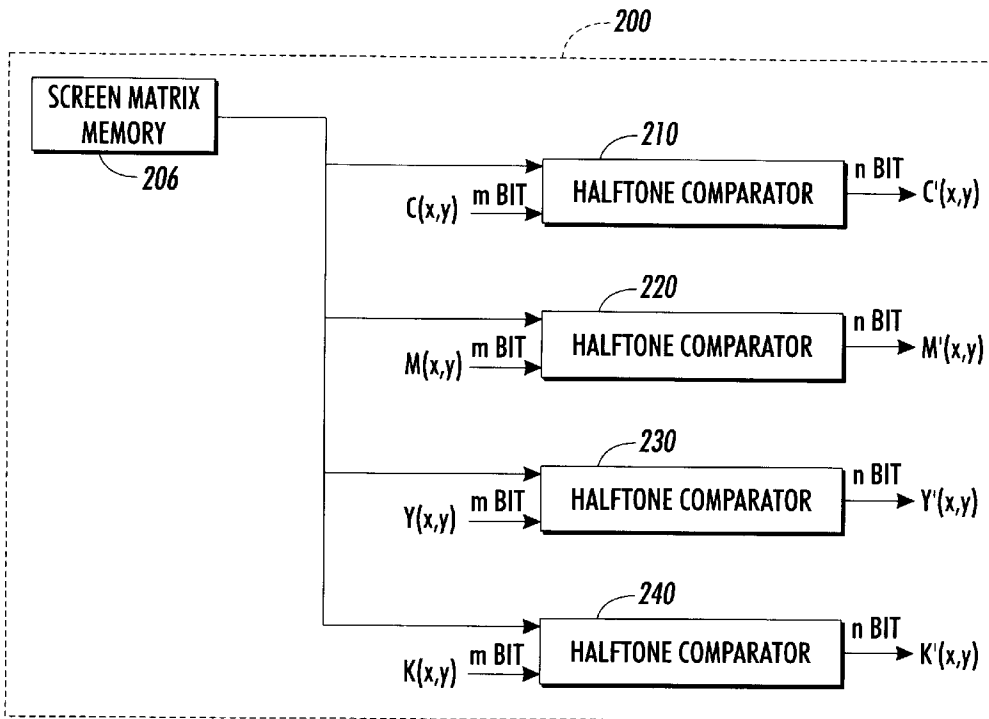 200
SCREEN MATRIX
MEMORY
206
210
HALFTONE COMPARATOR
m BIT
C(x,y)
n BIT
C'(x,y)
220
HALFTONE COMPARATOR
m BIT
M(x,y)
n BIT
M'(x,y)
230
HALFTONE COMPARATOR
m BIT
Y(x,y)
n BIT
Y'(x,y)
240
HALFTONE COMPARATOR
m BIT
K(x,y)
n BIT
K'(x,y)